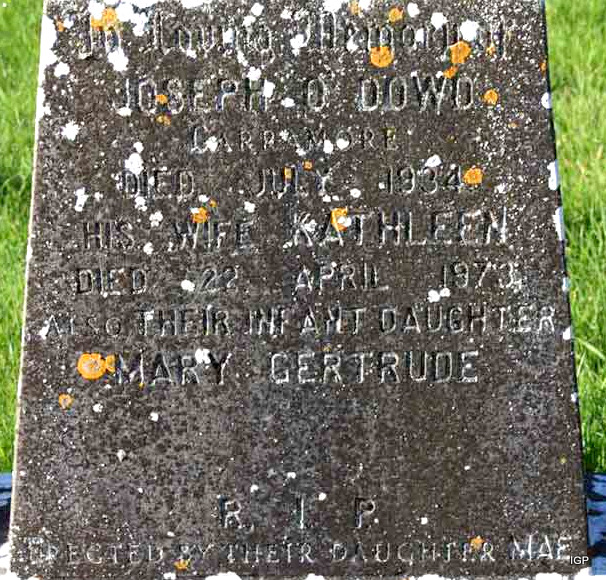 In Loving Memory of
JOSEPH O DOWD
CARRAMORE
DIED JULY 1934
HIS WIFE KATHLEEN
DIED 22 APRIL 1973
ALSO THEIR INFANT DAUGHTER
MARY GERTRUDE
R. I. P.
ERECTED BY THEIR DAUGHTER MAE
IGP